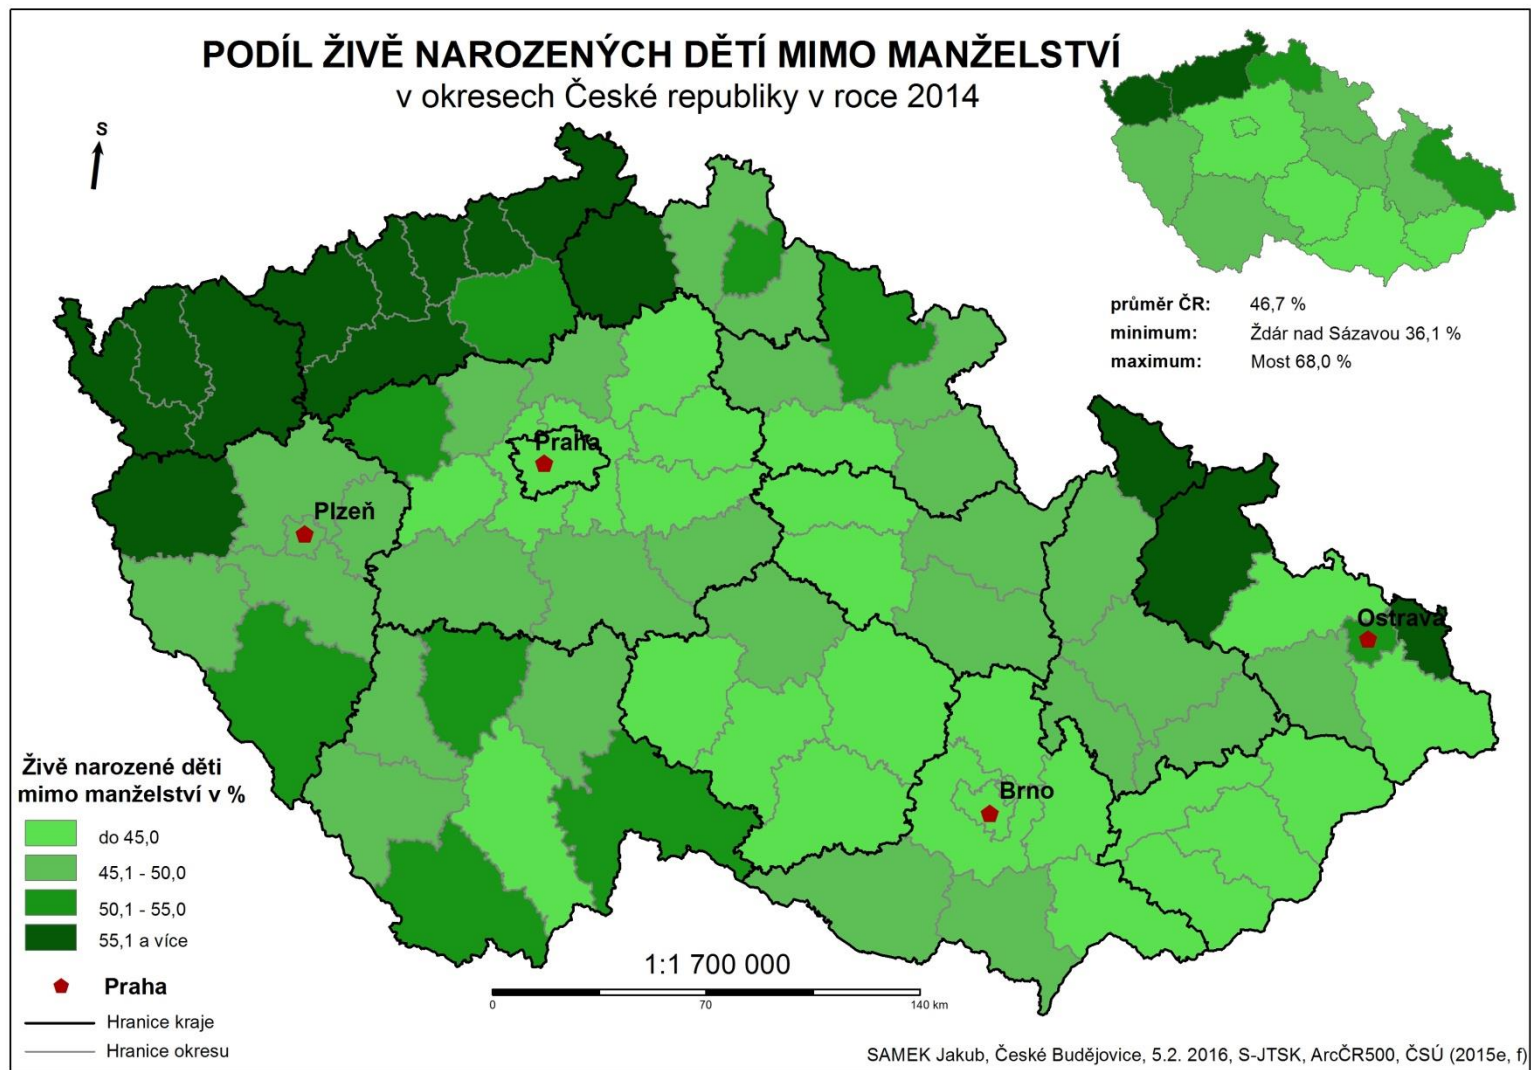 PODÍL ŽIVĚ NAROZENÝCH DĚTÍ MIMO MANŽELSTVÍ
v okresech České republiky v roce 2014
S
průměr ČR: 46,7 %
minimum: Ždár nad Sázavou 36,1 %
maximum: Most 68,0 %
Praha
Plzeň
Ostrava
Brno
Živě narozené děti
mimo manželství v %
do 45,0
45,1 - 50,0
50,1 - 55,0
55,1 a více
Praha
Hranice kraje
Hranice okresu
1:1 700 000
0 70 140 km
SAMEK Jakub, České Budějovice, 5.2. 2016, S-JTSK, ArcČR500, ČSÚ (2015e, f)